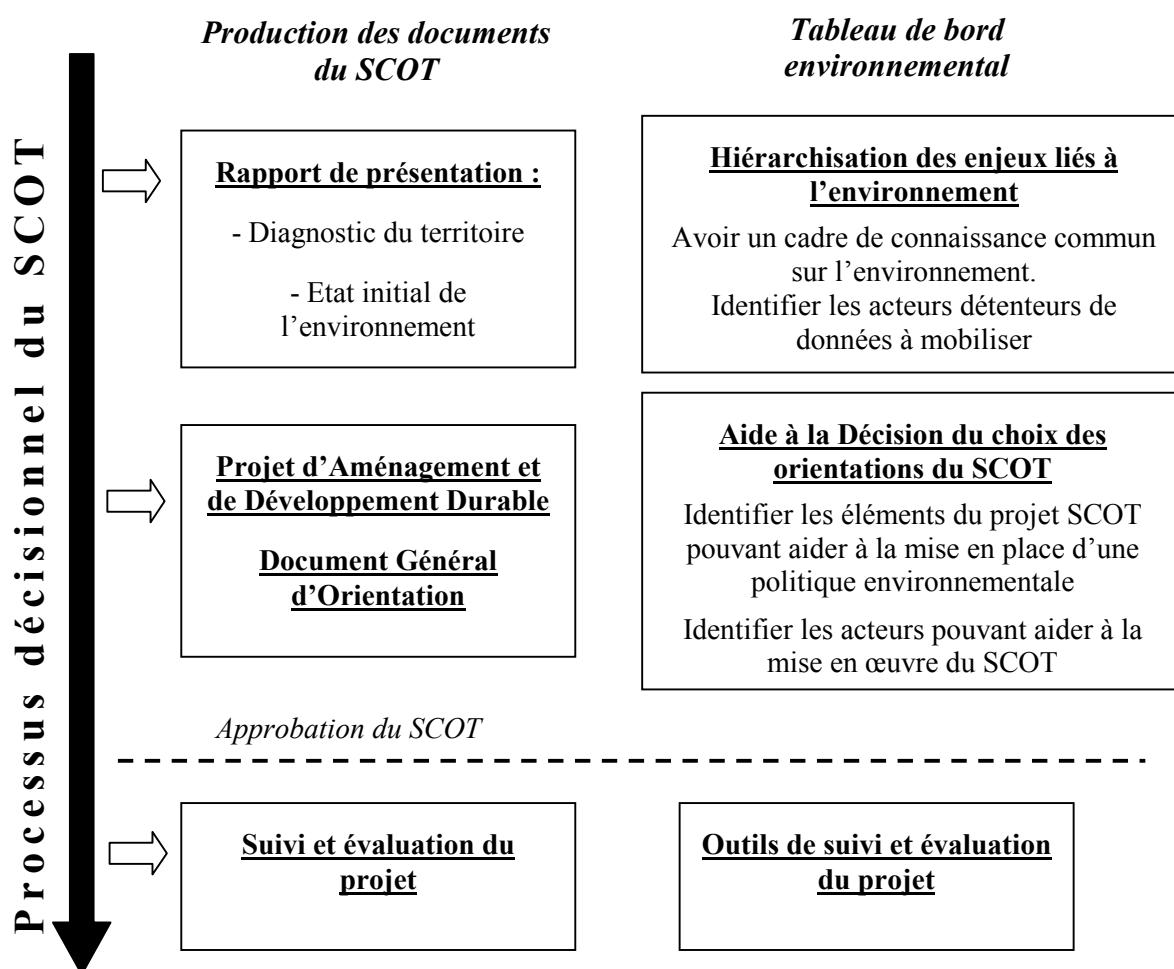 Processus décisionnel du SCOT
Production des documents
du SCOT
Tableau de bord
environnemental
Rapport de présentation :
- Diagnostic du territoire
- Etat initial de
l’environnement
Hiérarchisation des enjeux liés à
l’environnement
Avoir un cadre de connaissance commun
sur l’environnement.
Identifier les acteurs détenteurs de
données à mobiliser
Projet d’Aménagement et
de Développement Durable
Document Général
d’Orientation
Aide à la Décision du choix des
orientations du SCOT
Identifier les éléments du projet SCOT
pouvant aider à la mise en place d’une
politique environnementale
Identifier les acteurs pouvant aider à la
mise en œuvre du SCOT
Approbation du SCOT
Suivi et évaluation du
projet
Outils de suivi et évaluation
du projet